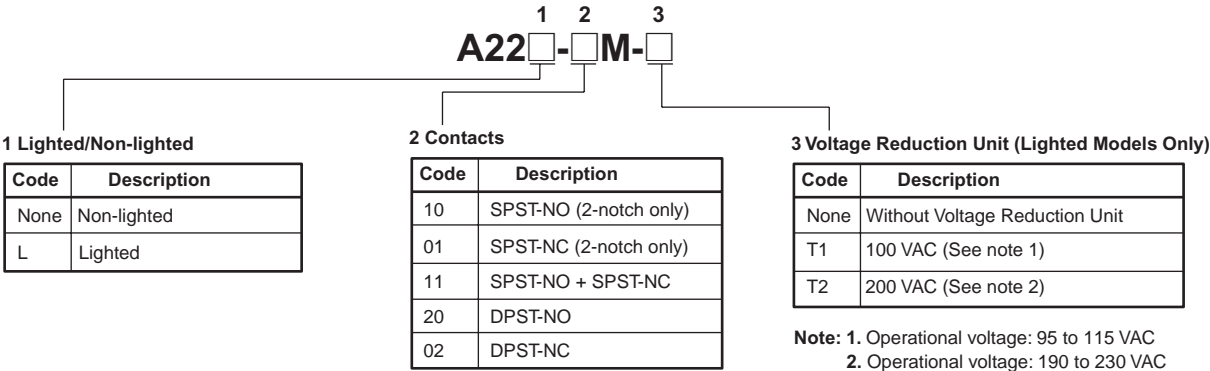 1 2 3
A22□-□M-□
1 Lighted/Non-lighted
Code Description
None Non-lighted
L Lighted
2 Contacts
Code Description
10 SPST-NO (2-notch only)
01 SPST-NC (2-notch only)
11 SPST-NO + SPST-NC
20 DPST-NO
02 DPST-NC
3 Voltage Reduction Unit (Lighted Models Only)
Code Description
None Without Voltage Reduction Unit
T1 100 VAC (See note 1)
T2 200 VAC (See note 2)
Note: 1. Operational voltage: 95 to 115 VAC
2. Operational voltage: 190 to 230 VAC